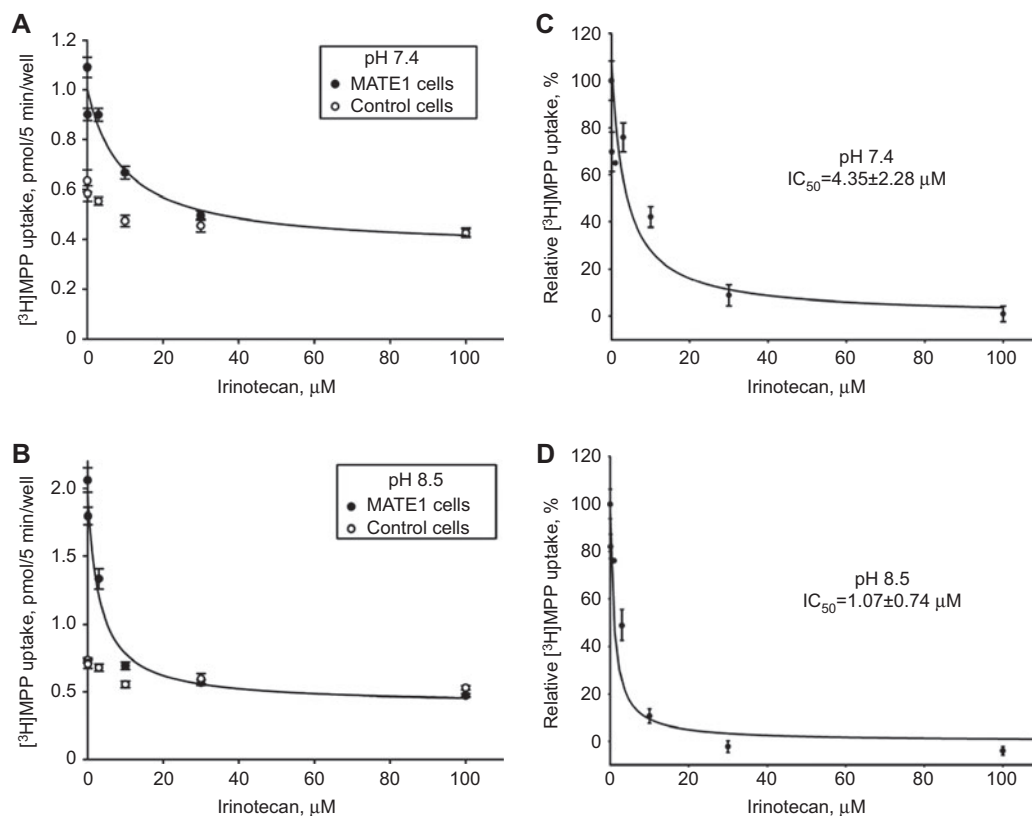 A
1.2
1.0
0.8
0.6
0.4
0.2
0
[³H]MPP uptake, pmol/5 min/well
pH 7.4
MATE1 cells
Control cells
0 20 40 60 80 100
Irinotecan, μM
C
120
100
80
60
40
20
0
Relative [³H]MPP uptake, %
pH 7.4
IC₅₀=4.35±2.28 μM
0 20 40 60 80 100
Irinotecan, μM
B
2.0
1.5
1.0
0.5
0
[³H]MPP uptake, pmol/5 min/well
pH 8.5
MATE1 cells
Control cells
0 20 40 60 80 100
Irinotecan, μM
D
120
100
80
60
40
20
0
Relative [³H]MPP uptake, %
pH 8.5
IC₅₀=1.07±0.74 μM
0 20 40 60 80 100
Irinotecan, μM